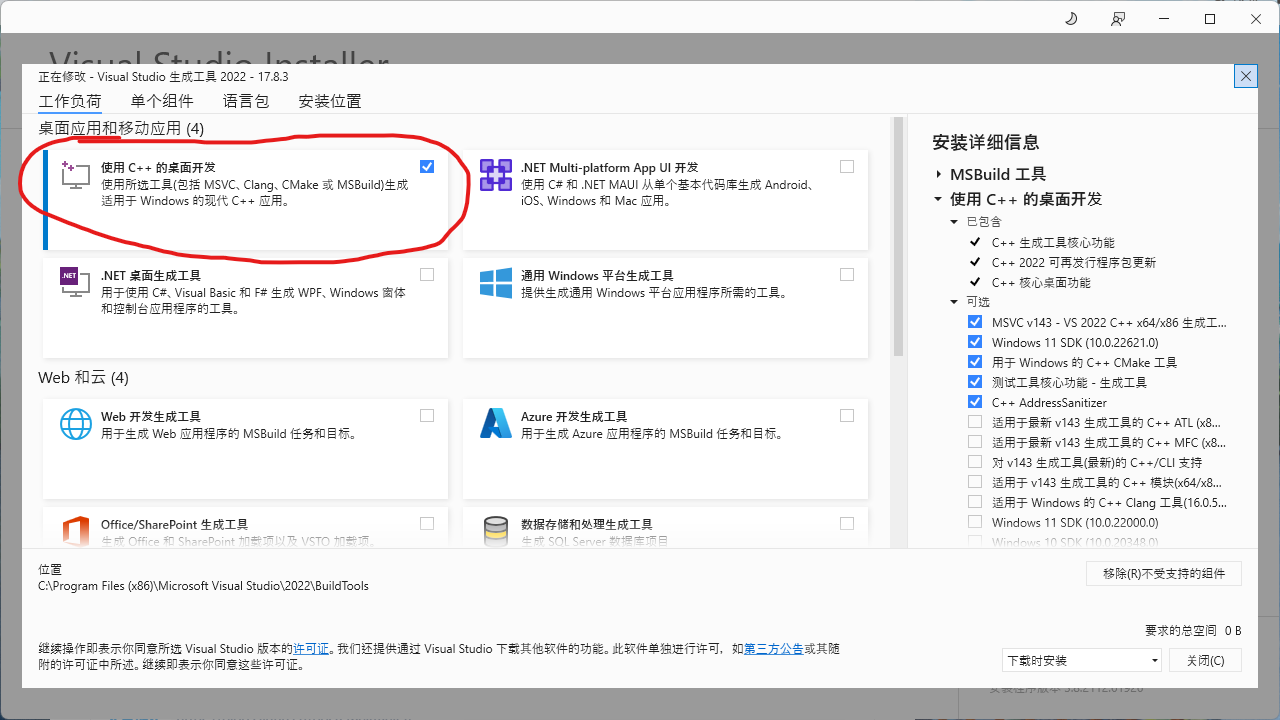 Visual Studio Installer
正在修改 - Visual Studio 生成工具 2022 - 17.8.3
工作负荷 单个组件 语言包 安装位置
桌面应用和移动应用 (4)
使用 C++ 的桌面开发
使用所选工具(包括 MSVC、Clang、CMake 或 MSBuild)生成
适用于 Windows 的现代 C++ 应用。
.NET Multi-platform App UI 开发
使用 C# 和 .NET MAUI 从单个基本代码库生成 Android、
iOS、Windows 和 Mac 应用。
.NET
.NET 桌面生成工具
用于使用 C#、Visual Basic 和 F# 生成 WPF、Windows 窗体
和控制台应用程序的工具。
通用 Windows 平台生成工具
提供生成通用 Windows 平台应用程序所需的工具。
Web 和云 (4)
Web 开发生成工具
用于生成 Web 应用程序的 MSBuild 任务和目标。
Azure 开发生成工具
用于生成 Azure 应用程序的 MSBuild 任务和目标。
Office/SharePoint 生成工具
生成 Office 和 SharePoint 加载项以及 VSTO 加载项。
数据存储和处理生成工具
生成 SQL Server 数据库项目
安装详细信息
MSBuild 工具
使用 C++ 的桌面开发
已包含
C++ 生成工具核心功能
C++ 2022 可再发行程序包更新
C++ 核心桌面功能
可选
MSVC v143 - VS 2022 C++ x64/x86 生成工...
Windows 11 SDK (10.0.22621.0)
用于 Windows 的 C++ CMake 工具
测试工具核心功能 - 生成工具
C++ AddressSanitizer
适用于最新 v143 生成工具的 C++ ATL (x8...
适用于最新 v143 生成工具的 C++ MFC (x8...
对 v143 生成工具(最新)的 C++/CLI 支持
适用于 v143 生成工具的 C++ 模块(x64/x8...
适用于 Windows 的 C++ Clang 工具(16.0.5...
Windows 11 SDK (10.0.22000.0)
Windows 10 SDK (10.0.20348.0)
位置
C:\Program Files (x86)\Microsoft Visual Studio\2022\BuildTools
移除(R)不受支持的组件
要求的总空间 0 B
继续操作即表示你同意所选 Visual Studio 版本的许可证。我们还提供通过 Visual Studio 下载其他软件的功能。此软件单独进行许可，如第三方公告或其随
附的许可证中所述。继续即表示你同意这些许可证。
下载时安装
关闭(C)
安装程序版本 3.8.2112.61926